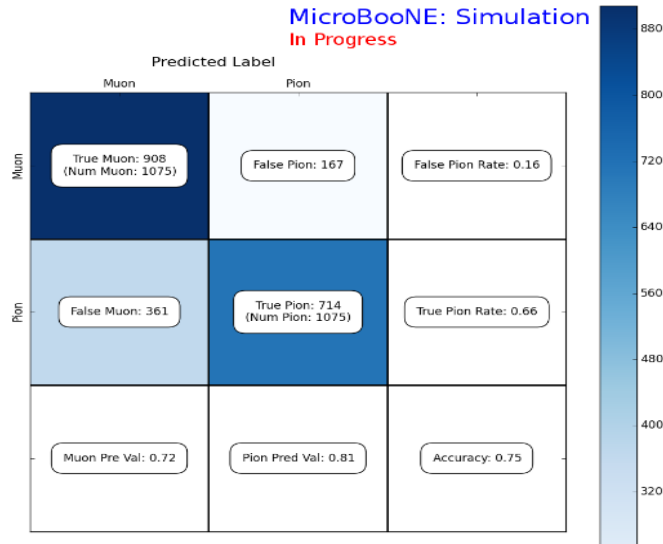 MicroBooNE: Simulation
In Progress
Predicted Label
Muon
Pion
Muon
True Muon: 908
(Num Muon: 1075)
False Pion: 167
False Pion Rate: 0.16
Pion
False Muon: 361
True Pion: 714
(Num Pion: 1075)
True Pion Rate: 0.66
Muon Pre Val: 0.72
Pion Pred Val: 0.81
Accuracy: 0.75
880
800
720
640
560
480
400
320